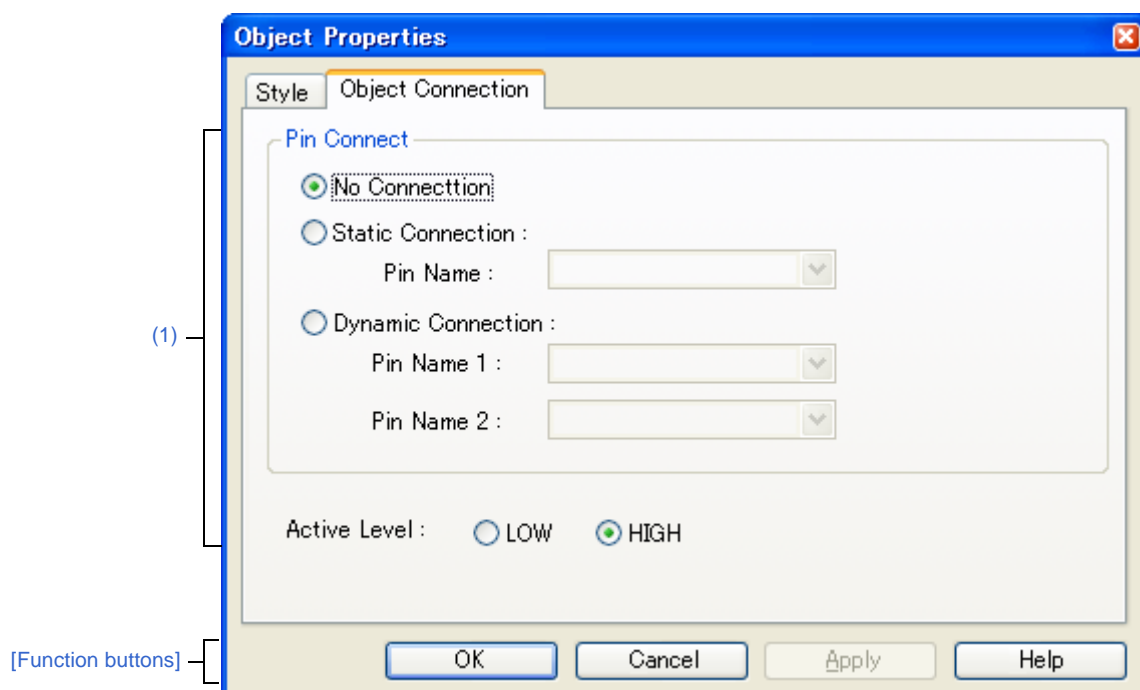 Object Properties
Style Object Connection
Pin Connect
No Connecttion
Static Connection :
Pin Name :
(1)
Dynamic Connection :
Pin Name 1 :
Pin Name 2 :
Active Level : LOW HIGH
[Function buttons]
OK Cancel Apply Help